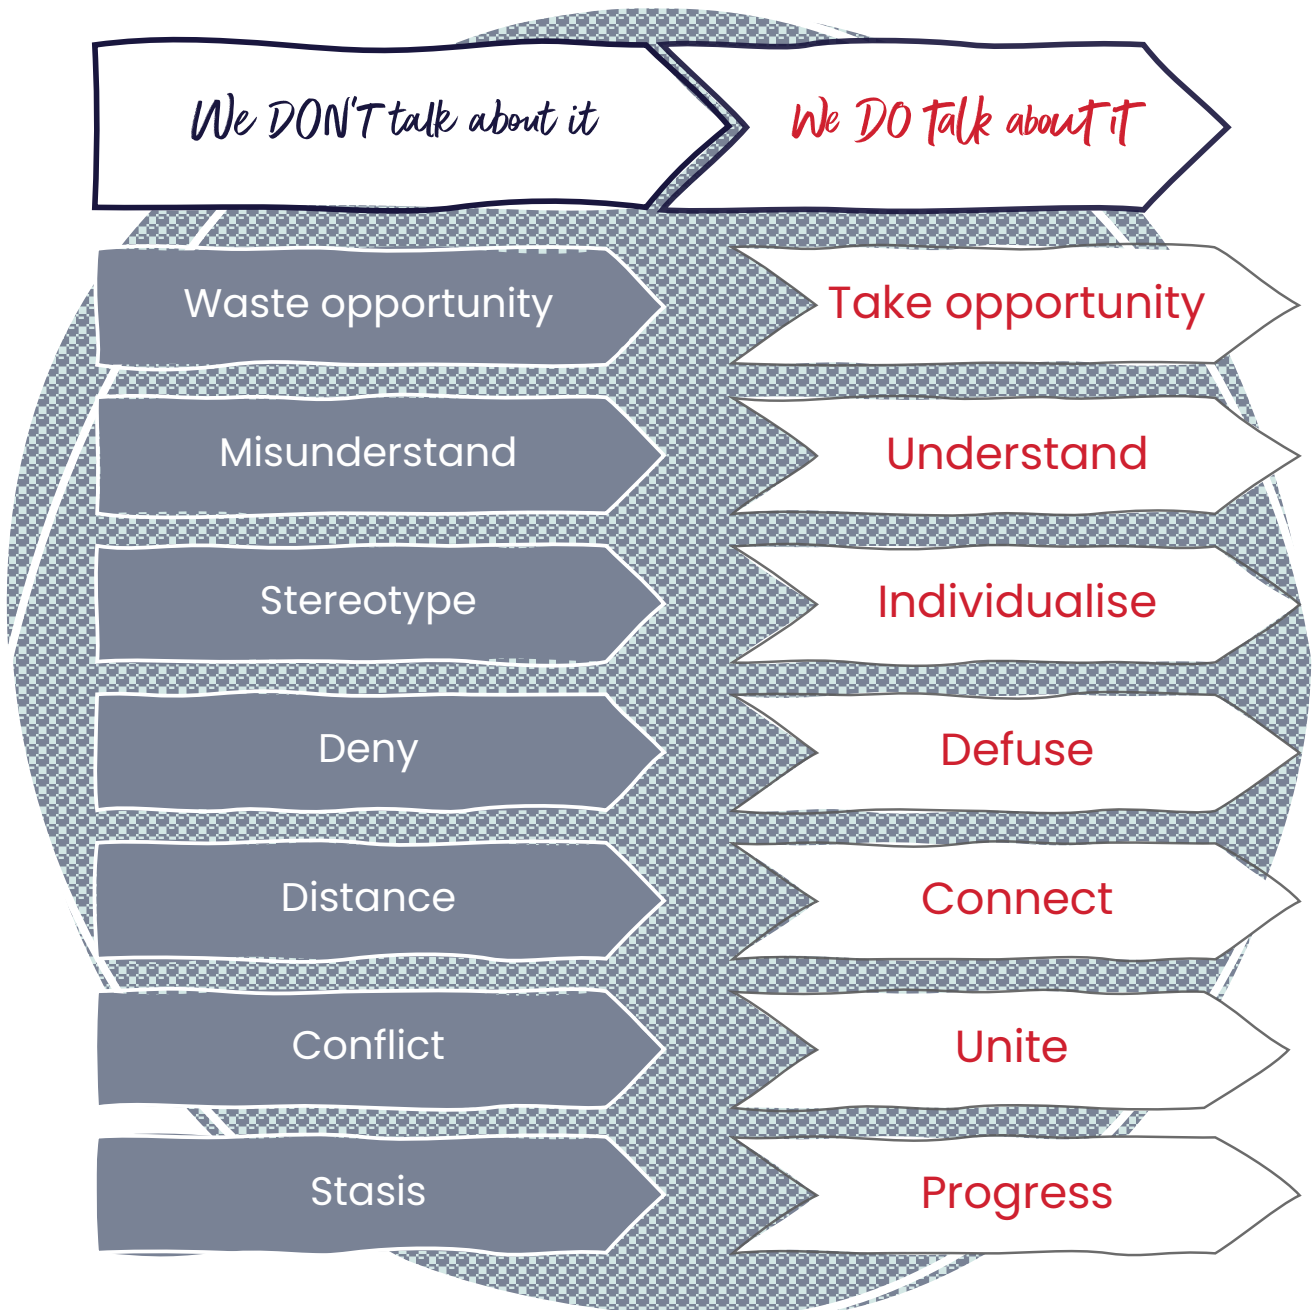 We DON'T talk about it
We DO talk about it
Waste opportunity
Take opportunity
Misunderstand
Understand
Stereotype
Individualise
Deny
Defuse
Distance
Connect
Conflict
Unite
Stasis
Progress